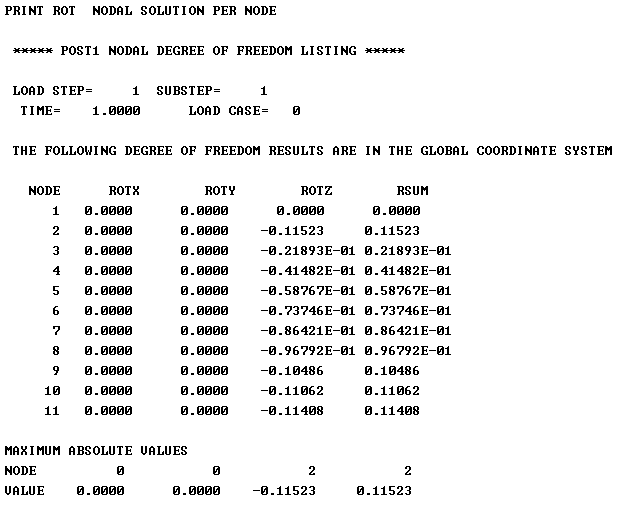 PRINT ROT  NODAL SOLUTION PER NODE
***** POST1 NODAL DEGREE OF FREEDOM LISTING *****
LOAD STEP=     1  SUBSTEP=     1
TIME=    1.0000      LOAD CASE=   0
THE FOLLOWING DEGREE OF FREEDOM RESULTS ARE IN THE GLOBAL COORDINATE SYSTEM
NODE      ROTX        ROTY        ROTZ        RSUM
1   0.0000      0.0000      0.0000      0.0000
2   0.0000      0.0000    -0.11523     0.11523
3   0.0000      0.0000    -0.21893E-01 0.21893E-01
4   0.0000      0.0000    -0.41482E-01 0.41482E-01
5   0.0000      0.0000    -0.58767E-01 0.58767E-01
6   0.0000      0.0000    -0.73746E-01 0.73746E-01
7   0.0000      0.0000    -0.86421E-01 0.86421E-01
8   0.0000      0.0000    -0.96792E-01 0.96792E-01
9   0.0000      0.0000    -0.10486     0.10486
10   0.0000      0.0000    -0.11062     0.11062
11   0.0000      0.0000    -0.11408     0.11408
MAXIMUM ABSOLUTE VALUES
NODE          0           0           2           2
VALUE     0.0000      0.0000    -0.11523     0.11523